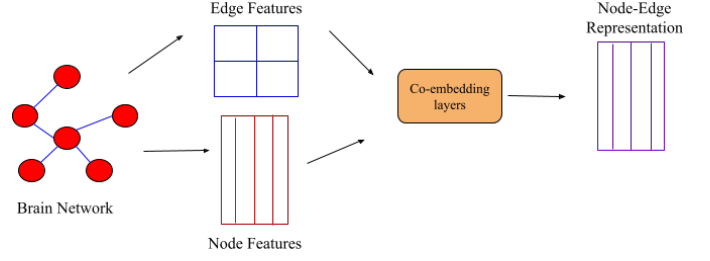 Edge Features
Node-Edge
Representation
Co-embedding
layers
Brain Network
Node Features